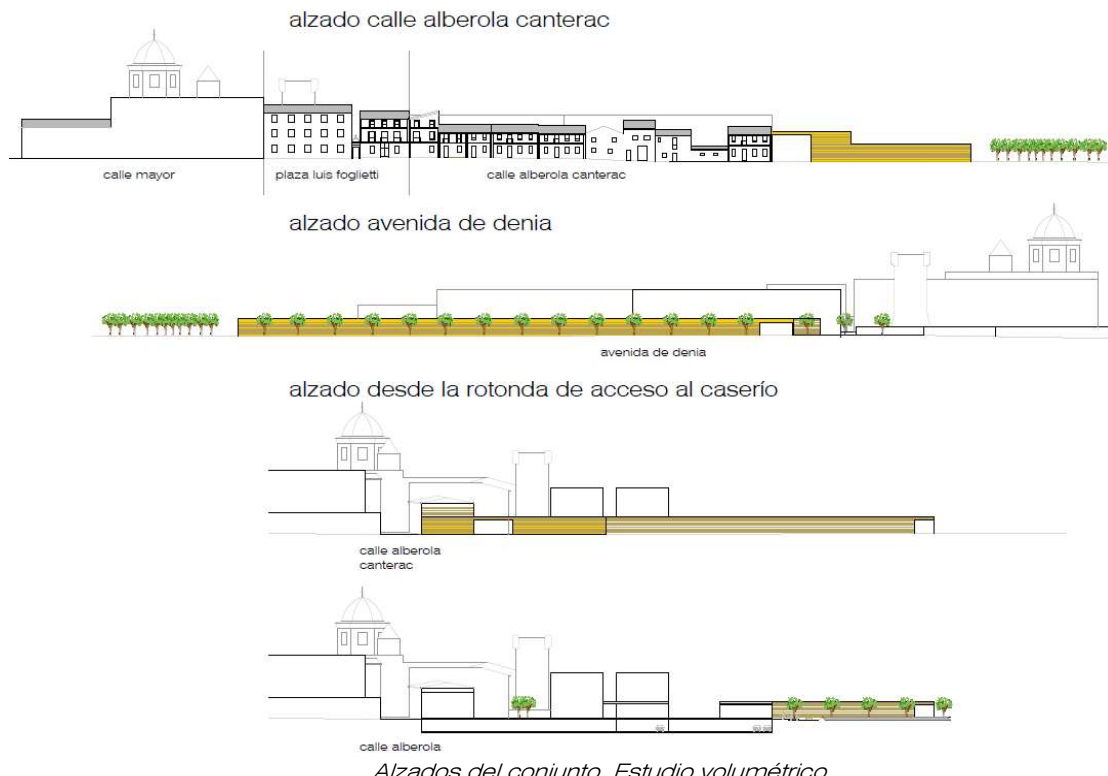 alzado calle alberola canterac
calle mayor
plaza luis foglietti
calle alberola canterac
alzado avenida de denia
avenida de denia
alzado desde la rotonda de acceso al caserío
calle alberola
canterac
calle alberola
Alzados del conjunto. Estudio volumétrico